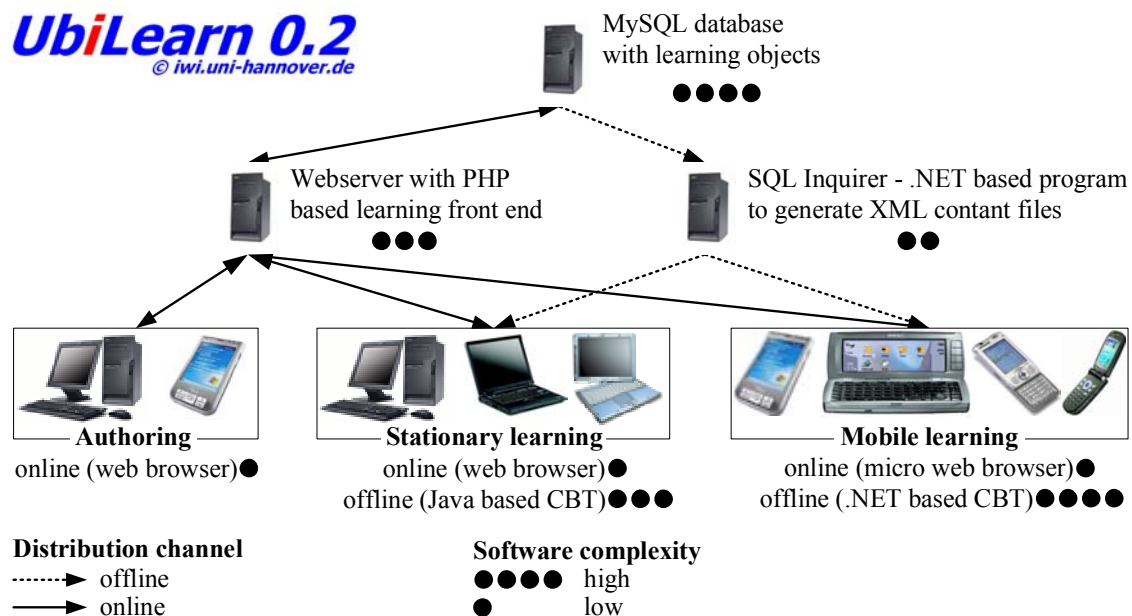 UbiLearn 0.2
© iwi.uni-hannover.de
MySQL database
with learning objects
Webserver with PHP
based learning front end
SQL Inquirer - .NET based program
to generate XML contant files
Authoring
online (web browser)
Stationary learning
online (web browser)
offline (Java based CBT)
Mobile learning
online (micro web browser)
offline (.NET based CBT)
Distribution channel
offline
online
Software complexity
high
low